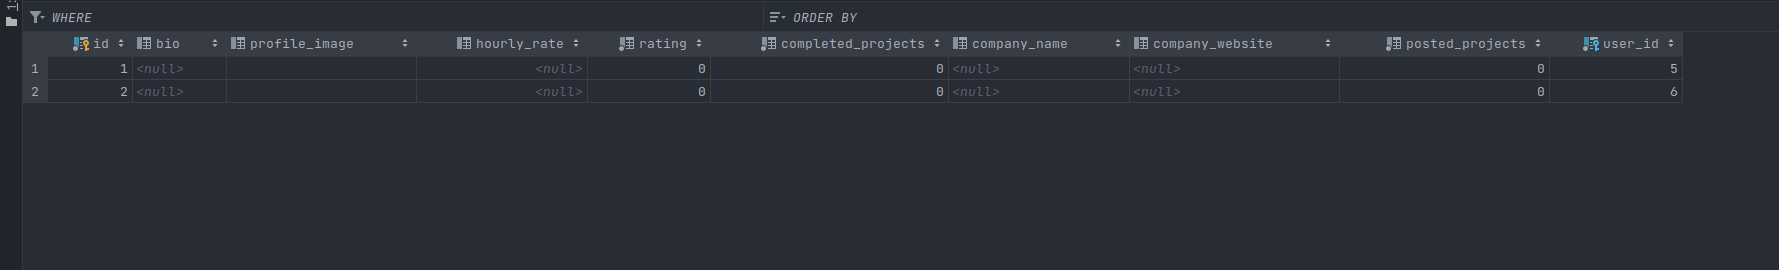 WHERE ORDER BY
id bio profile_image hourly_rate rating completed_projects company_name company_website posted_projects user_id
1 1 <null> <null> 0 0 <null> <null> 0 5
2 2 <null> <null> 0 0 <null> <null> 0 6